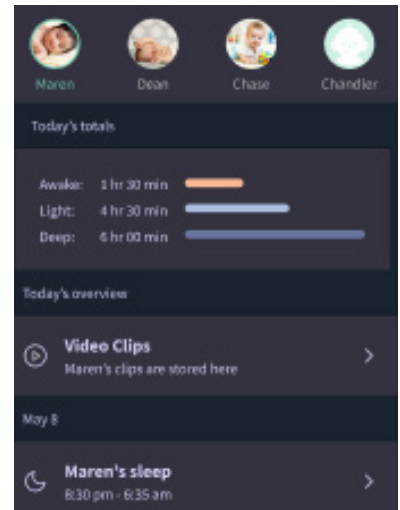 Maren Dean Chase Chandler
Today's totals
Awake: 1 hr 30 min
Light: 4 hr 30 min
Deep: 6 hr 00 min
Today's overview
Video Clips
Maren's clips are stored here
May 8
Maren's sleep
8:30 pm - 6:35 am